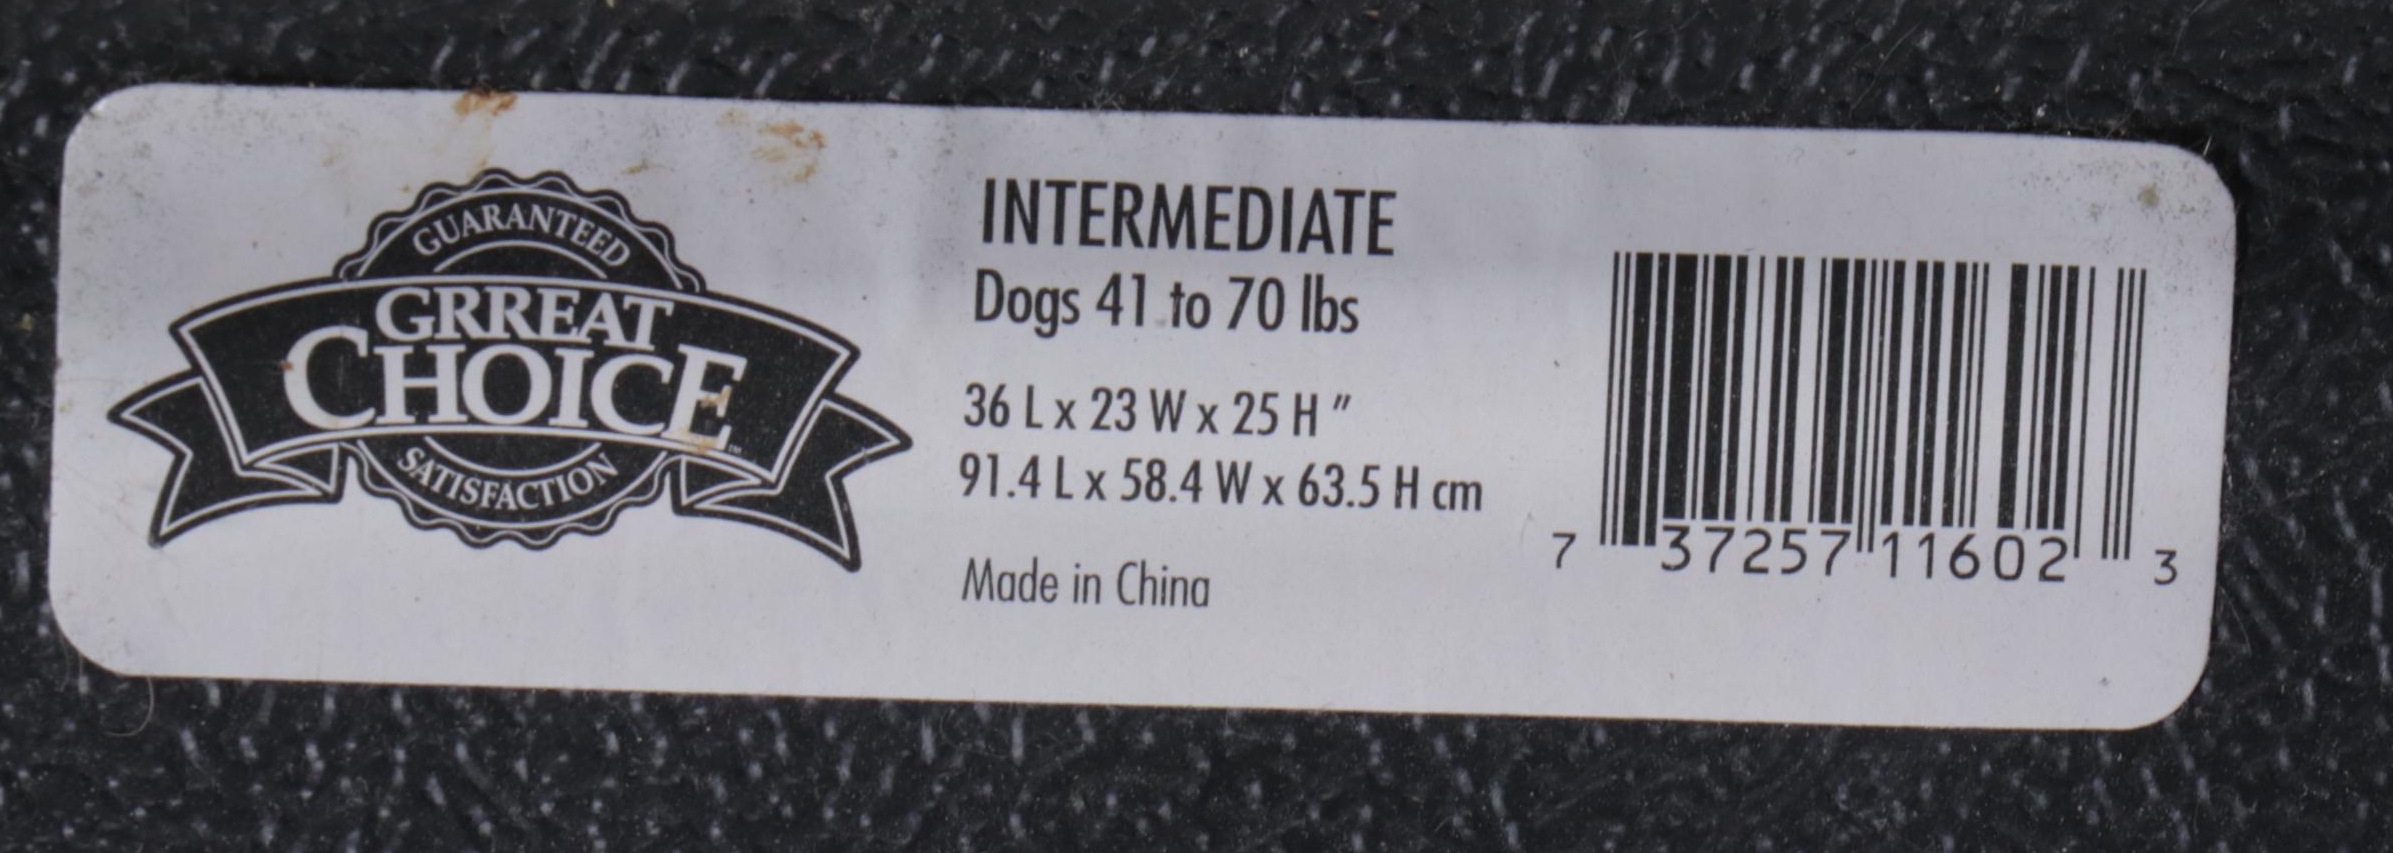 GUARANTEED
GRREAT
CHOICE™
SATISFACTION
INTERMEDIATE
Dogs 41 to 70 lbs
36 L x 23 W x 25 H ”
91.4 L x 58.4 W x 63.5 H cm
Made in China
7 37257 11602 3